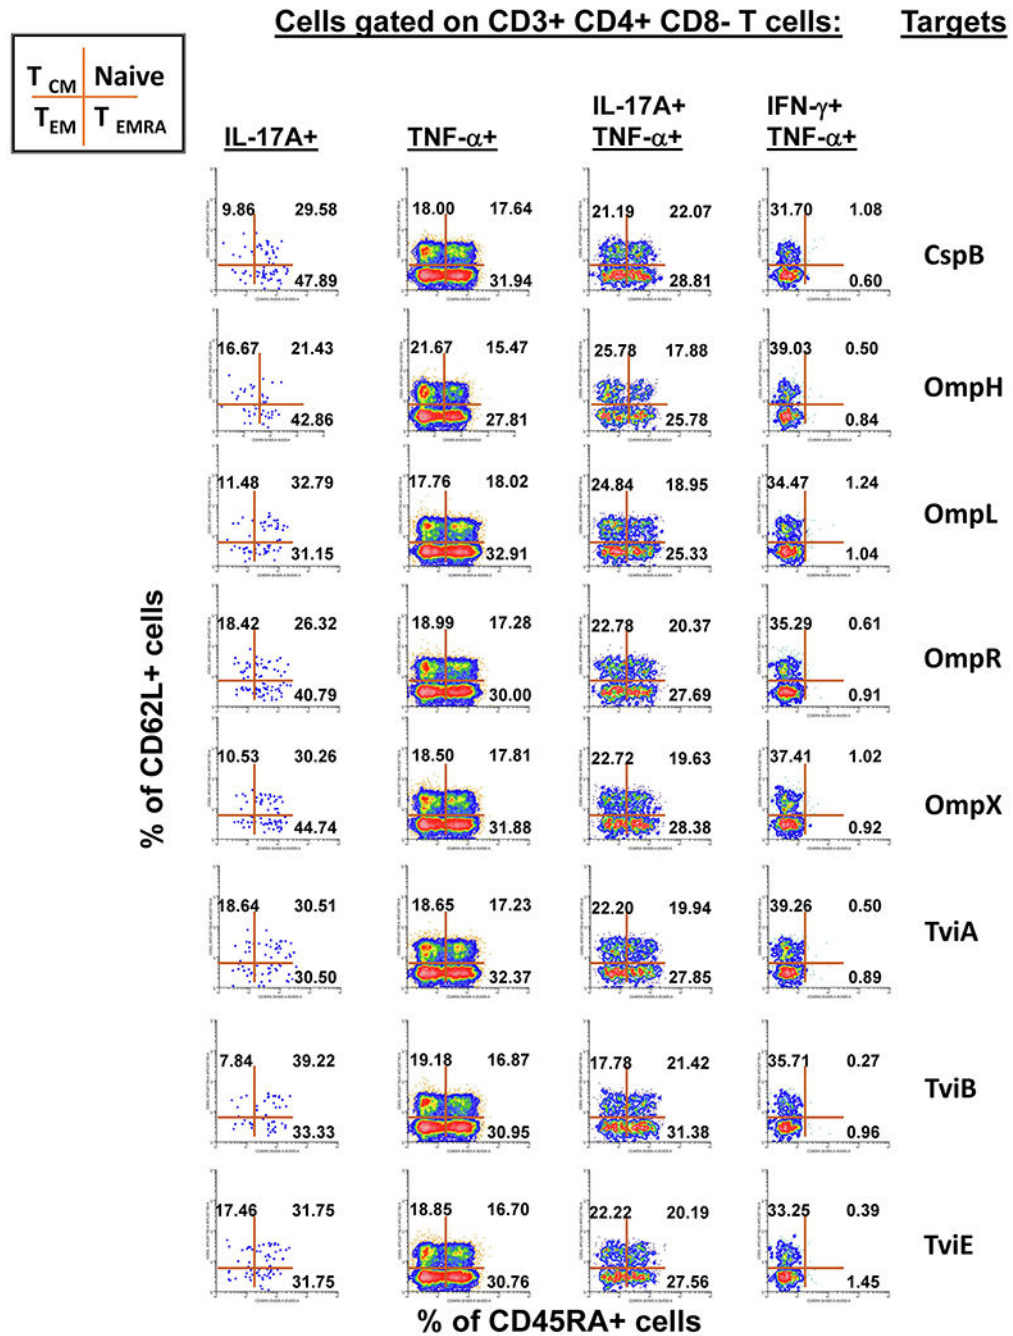 Cells gated on CD3+ CD4+ CD8- T cells: Targets
T CM Naive
TEM T EMRA
IL-17A+ TNF-α+ IL-17A+ TNF-α+ IFN-γ+ TNF-α+
9.86 29.58 18.00 17.64 21.19 22.07 31.70 1.08
CspB
47.89 31.94 28.81 0.60
16.67 21.43 21.67 15.47 25.78 17.88 39.03 0.50
OmpH
42.86 27.81 25.78 0.84
11.48 32.79 17.76 18.02 24.84 18.95 34.47 1.24
OmpL
31.15 32.91 25.33 1.04
18.42 26.32 18.99 17.28 22.78 20.37 35.29 0.61
OmpR
40.79 30.00 27.69 0.91
10.53 30.26 18.50 17.81 22.72 19.63 37.41 1.02
OmpX
44.74 31.88 28.38 0.92
18.64 30.51 18.65 17.23 22.20 19.94 39.26 0.50
TviA
30.50 32.37 27.85 0.89
7.84 39.22 19.18 16.87 17.78 21.42 35.71 0.27
TviB
33.33 30.95 31.38 0.96
17.46 31.75 18.85 16.70 22.22 20.19 33.25 0.39
TviE
31.75 30.76 27.56 1.45
% of CD62L+ cells
% of CD45RA+ cells